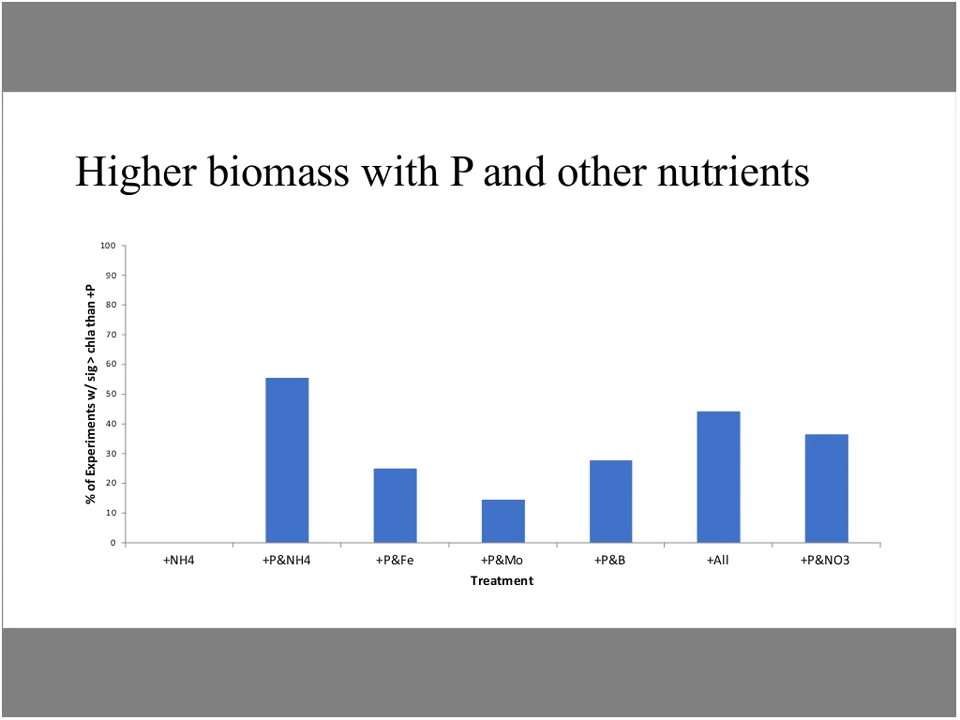 Higher biomass with P and other nutrients
% of Experiments w/ sig > chla than +P
100
90
80
70
60
50
40
30
20
10
0
+NH4 +P&NH4 +P&Fe +P&Mo +P&B +All +P&NO3
Treatment